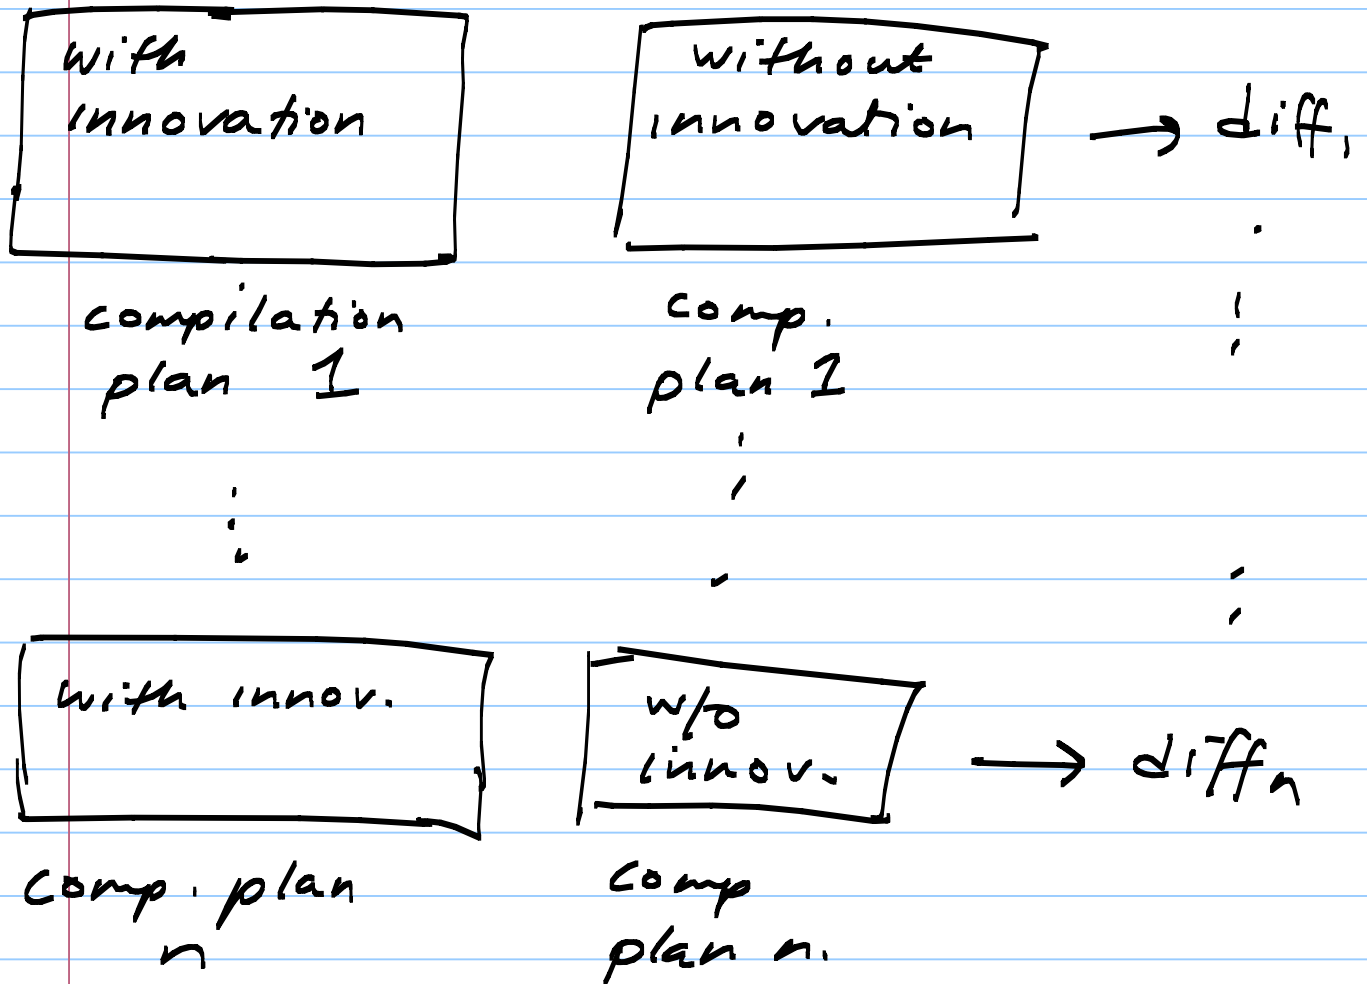 with
innovation
without
innovation
→ diff₁
compilation
plan 1
comp.
plan 1
with innov.
w/o
innov.
→ diffₙ
comp. plan
n
comp
plan n.